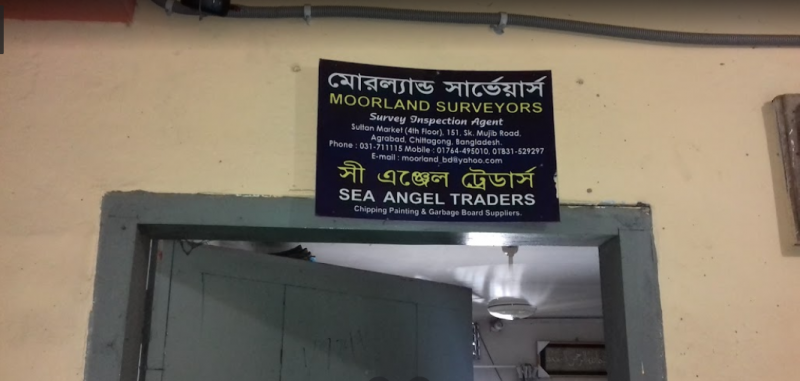 মোরল্যান্ড সার্ভেয়ার্স
MOORLAND SURVEYORS
Survey Inspection Agent
Sultan Market (4th Floor), 151, Sk. Mujib Road,
Agrabad, Chittagong, Bangladesh.
Phone : 031-711115 Mobile : 01764-495010, 01831-529297
E-mail : moorland_bd@yahoo.com
সী এঞ্জেল ট্রেডার্স
SEA ANGEL TRADERS
Chipping Painting & Garbage Board Suppliers.